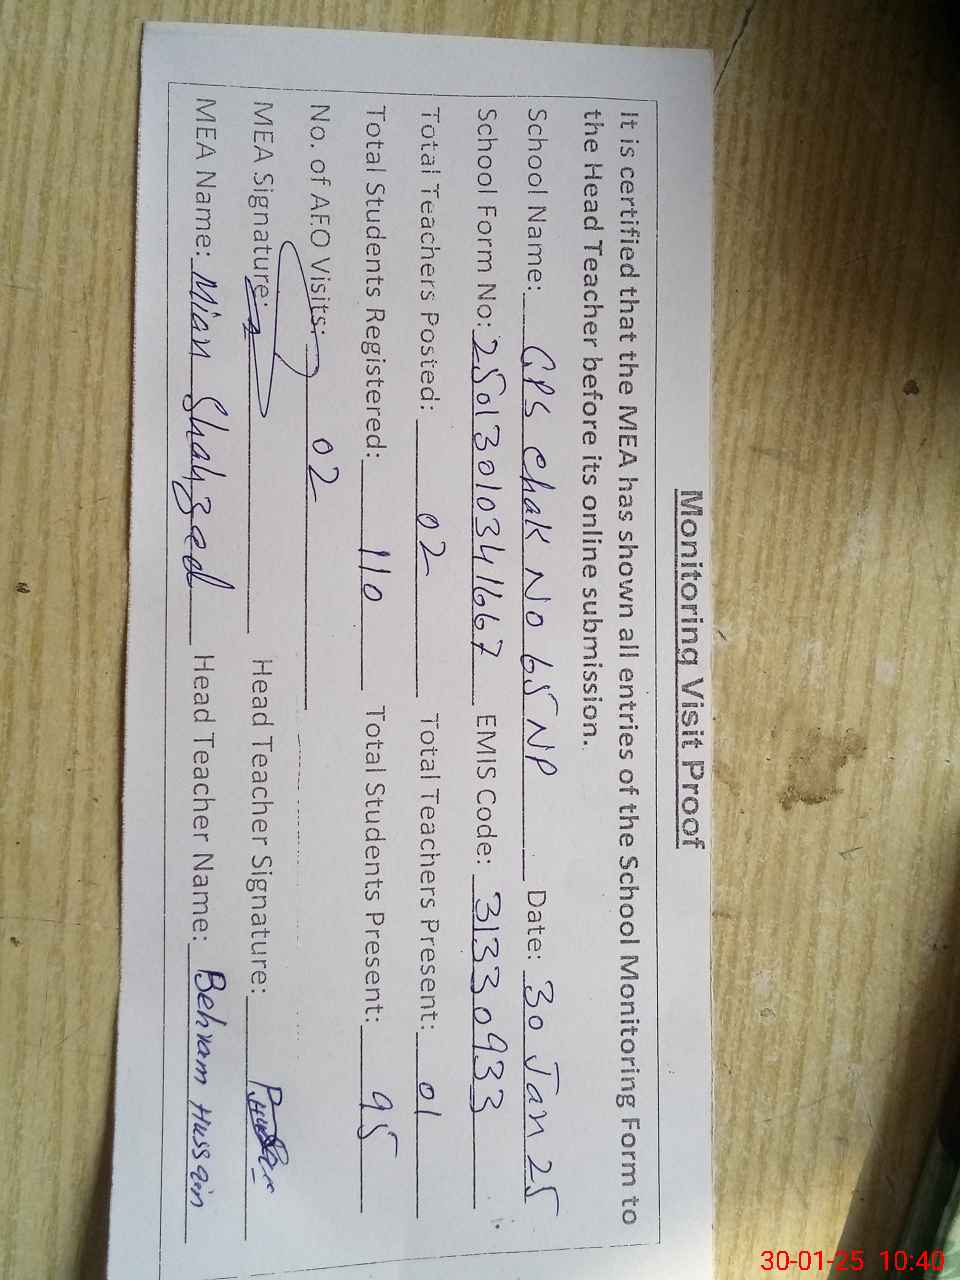 Monitoring Visit Proof
It is certified that the MEA has shown all entries of the School Monitoring Form to
the Head Teacher before its online submission.
School Name: GPS Chak No 65 NP Date: 30 Jan 25
School Form No: 25013010341667 EMIS Code: 31330933
Total Teachers Posted: 02 Total Teachers Present: 01
Total Students Registered: 110 Total Students Present: 95
No. of AEO Visits: 02
MEA Signature: Head Teacher Signature:
MEA Name: Mian Shahzad Head Teacher Name: Behram Hussain
30-01-25 10:40